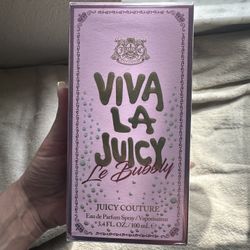 VIVA
LA
JUICY
Le Bubbly
JUICY COUTURE
Eau de Parfum Spray / Vaporisateur
3.4 FL. OZ. / 100 mL ℮